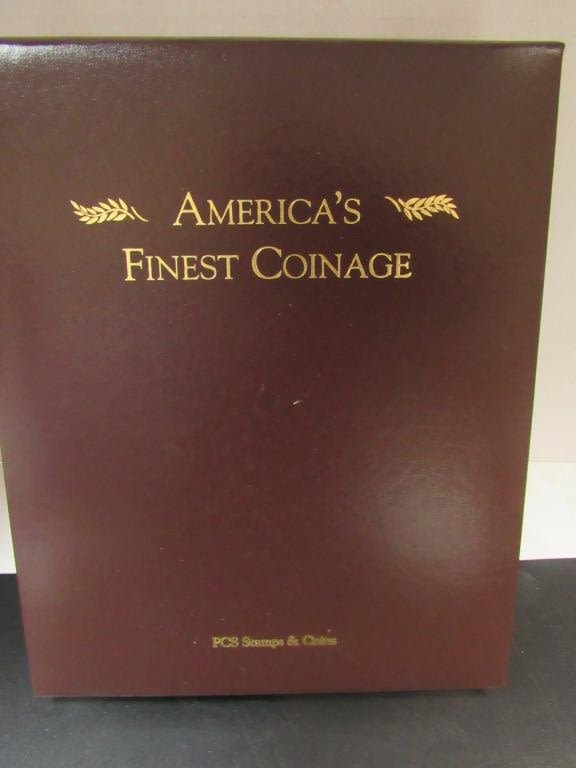 AMERICA'S
FINEST COINAGE
PCS Stamps & Coins